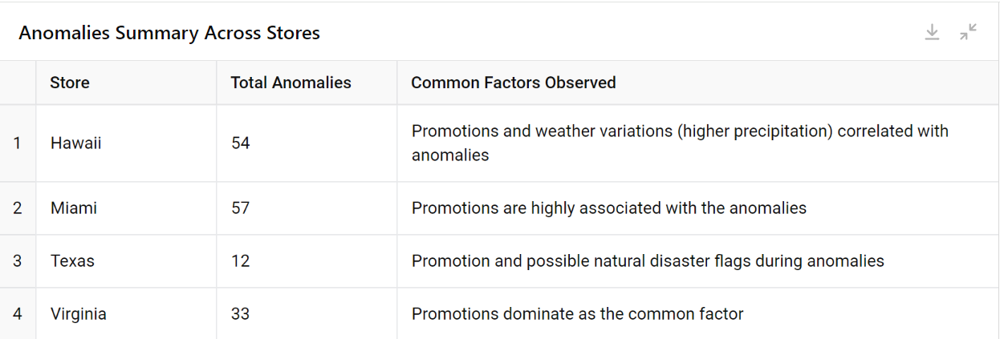 Anomalies Summary Across Stores
Store Total Anomalies Common Factors Observed
1 Hawaii 54 Promotions and weather variations (higher precipitation) correlated with
anomalies
2 Miami 57 Promotions are highly associated with the anomalies
3 Texas 12 Promotion and possible natural disaster flags during anomalies
4 Virginia 33 Promotions dominate as the common factor